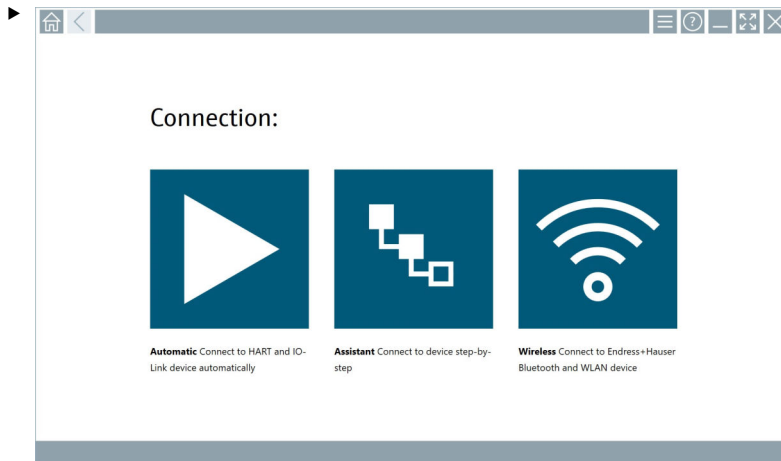 Connection:
Automatic Connect to HART and IO-
Link device automatically
Assistant Connect to device step-by-
step
Wireless Connect to Endress+Hauser
Bluetooth and WLAN device